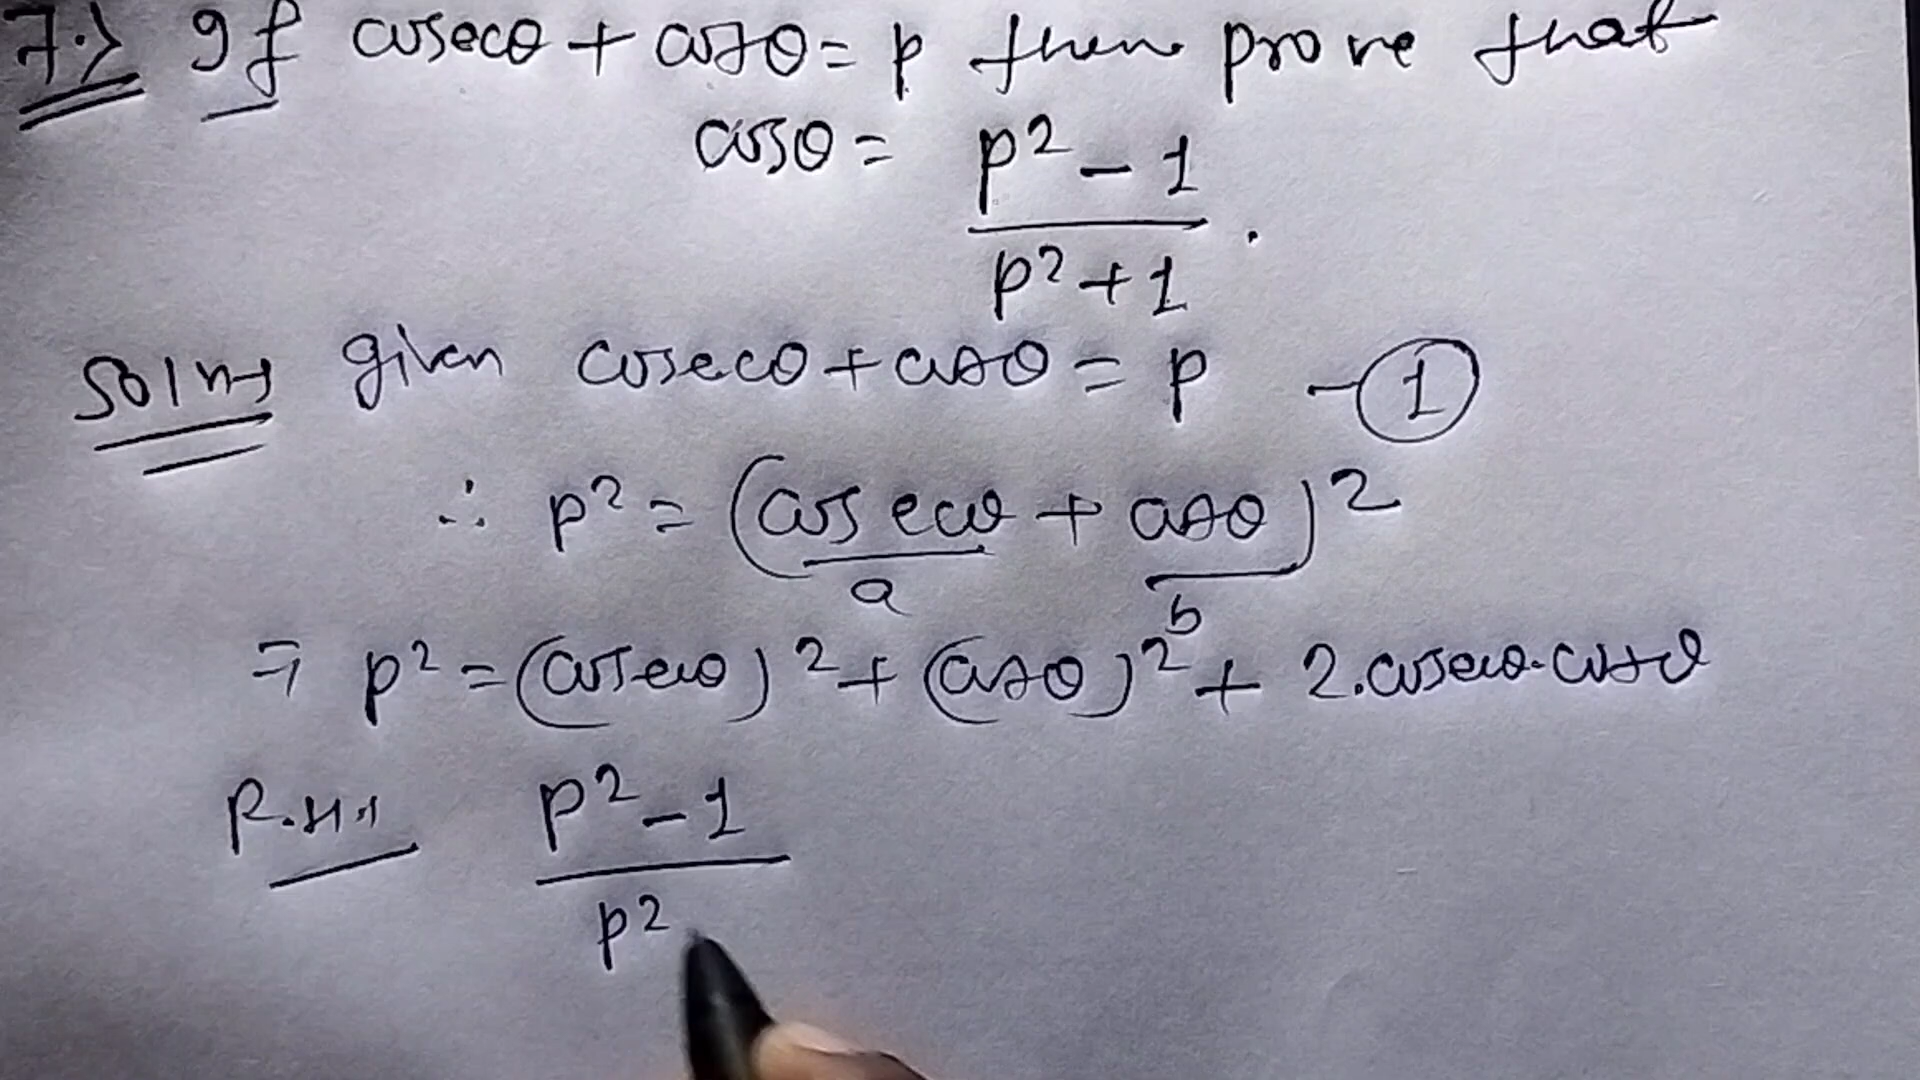 7.> If cosecθ + cotθ = p then prove that
cosθ = p² - 1 / p² + 1 .
Soln→ given cosecθ + cotθ = p - ①
∴ p² = (cosecθ + cotθ)²
a b
⇒ p² = (cosecθ)² + (cotθ)² + 2.cosecθ.cotθ
R.H.S p² - 1
p²